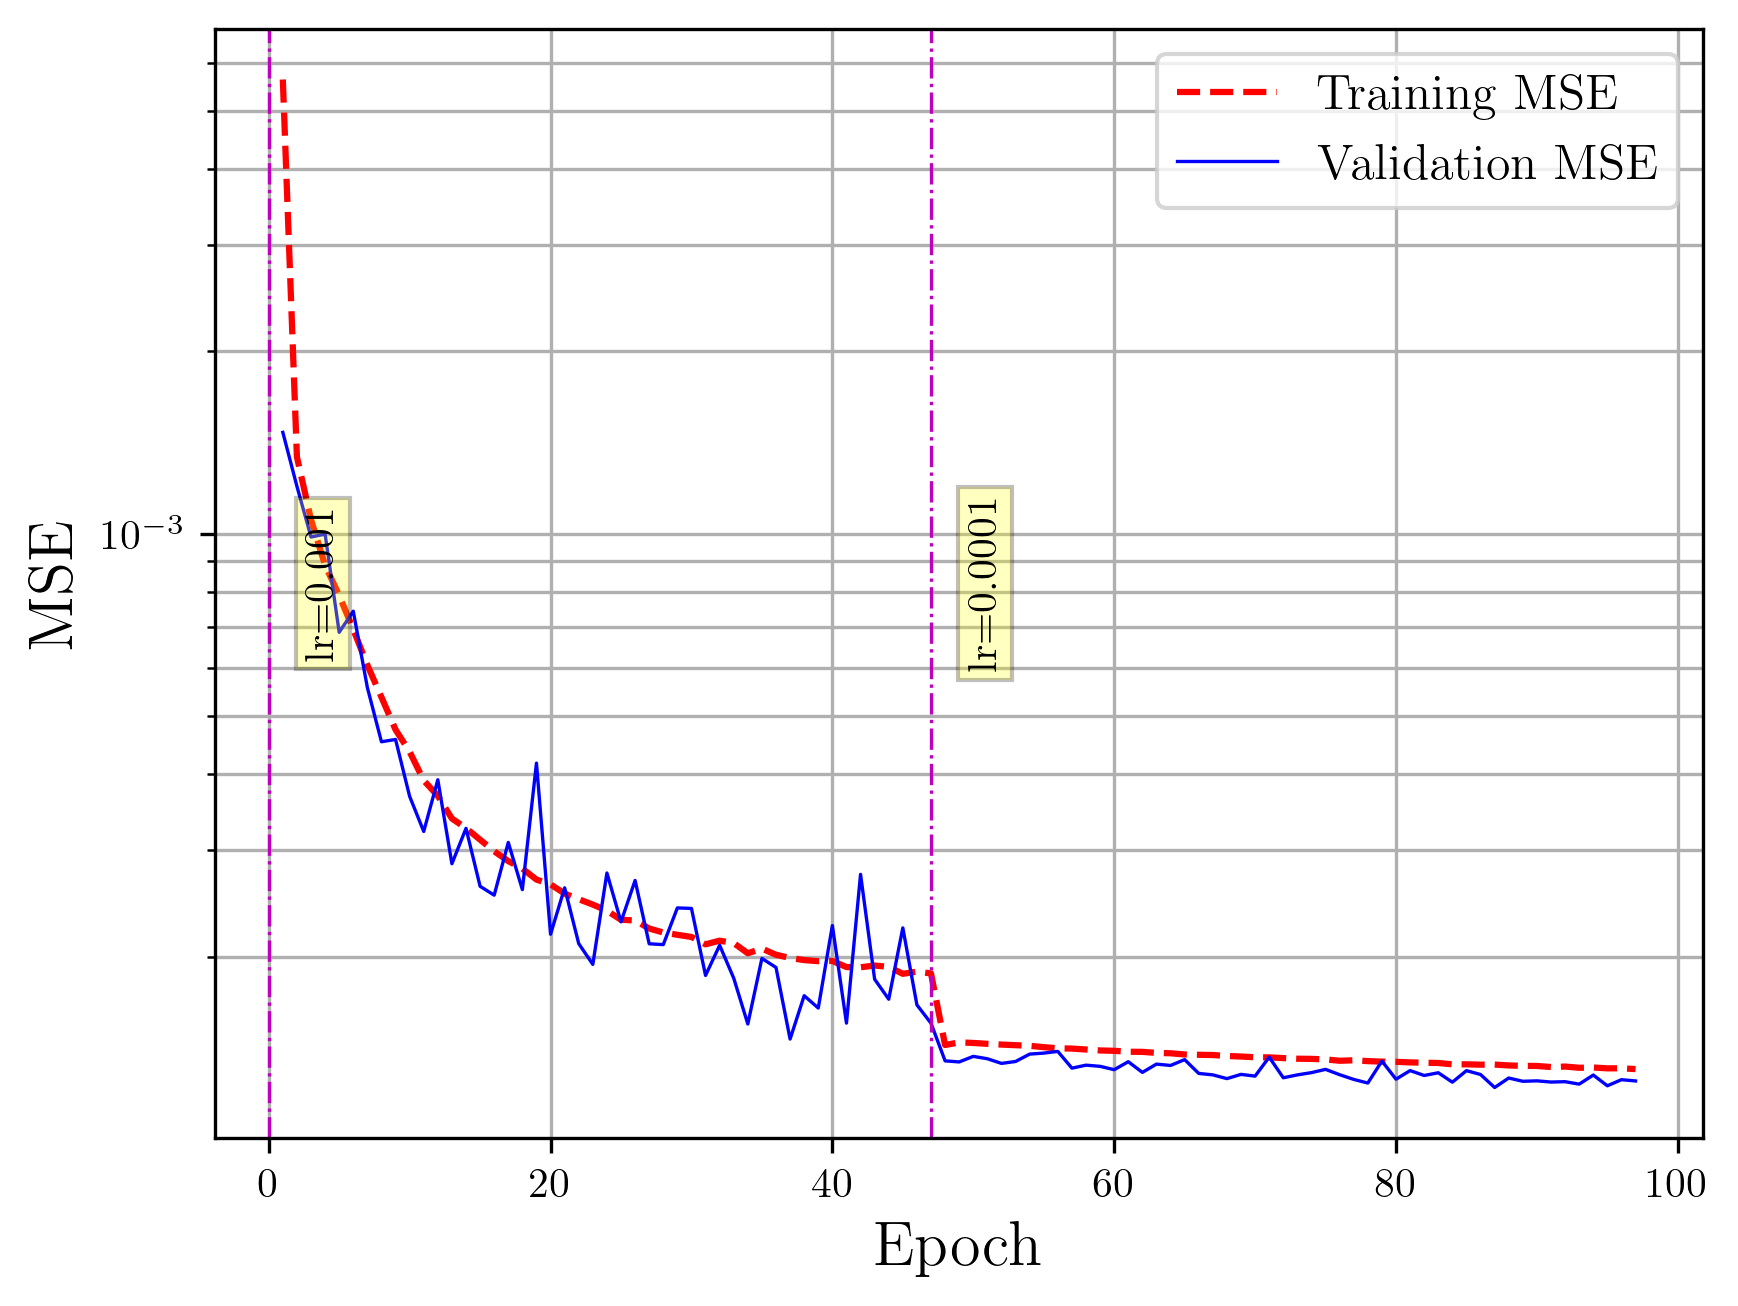 Training MSE
Validation MSE
MSE
10⁻³
lr=0.001
lr=0.0001
0 20 40 60 80 100
Epoch